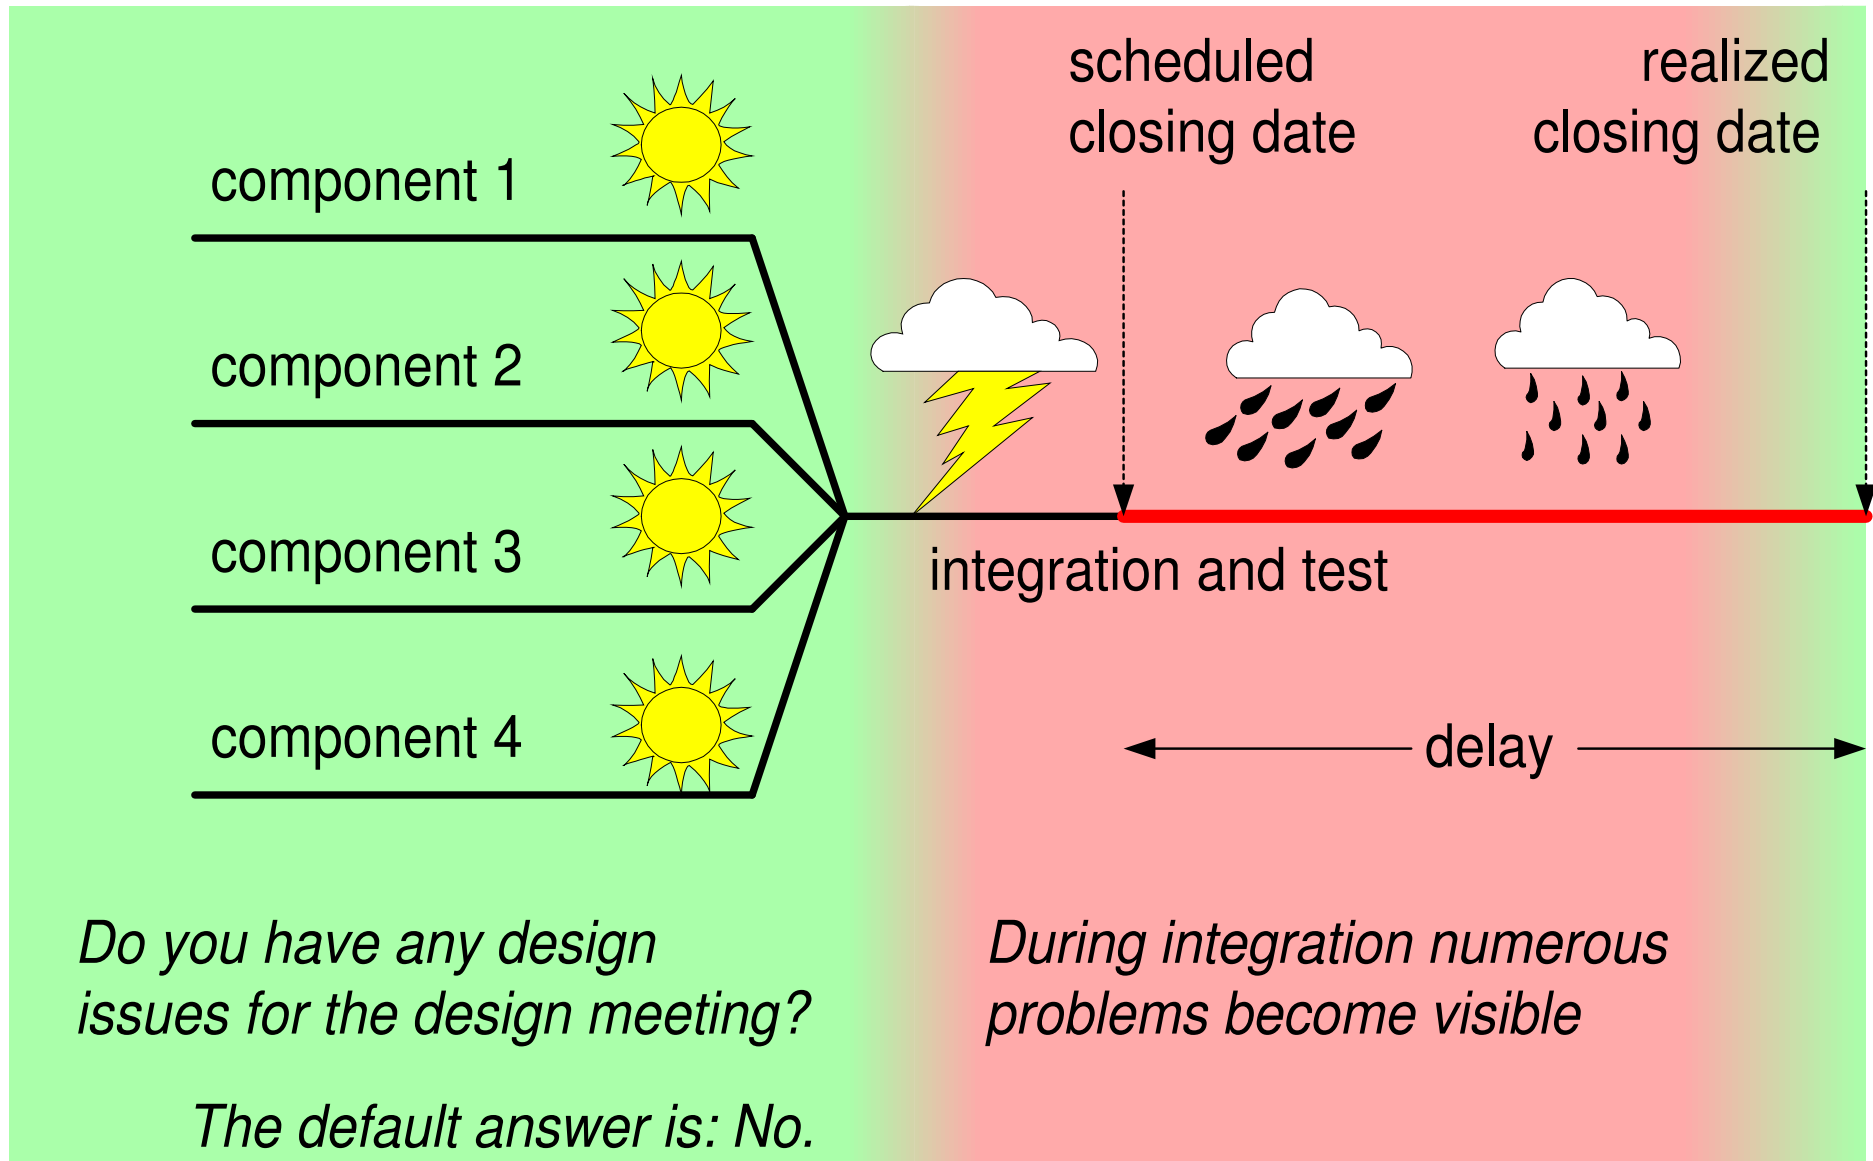 scheduled
closing date
realized
closing date
component 1
component 2
component 3
component 4
integration and test
delay
Do you have any design
issues for the design meeting?
The default answer is: No.
During integration numerous
problems become visible